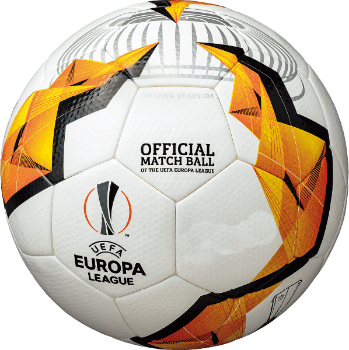 OFFICIAL
MATCH BALL
OF THE UEFA EUROPA LEAGUE
UEFA
EUROPA
LEAGUE